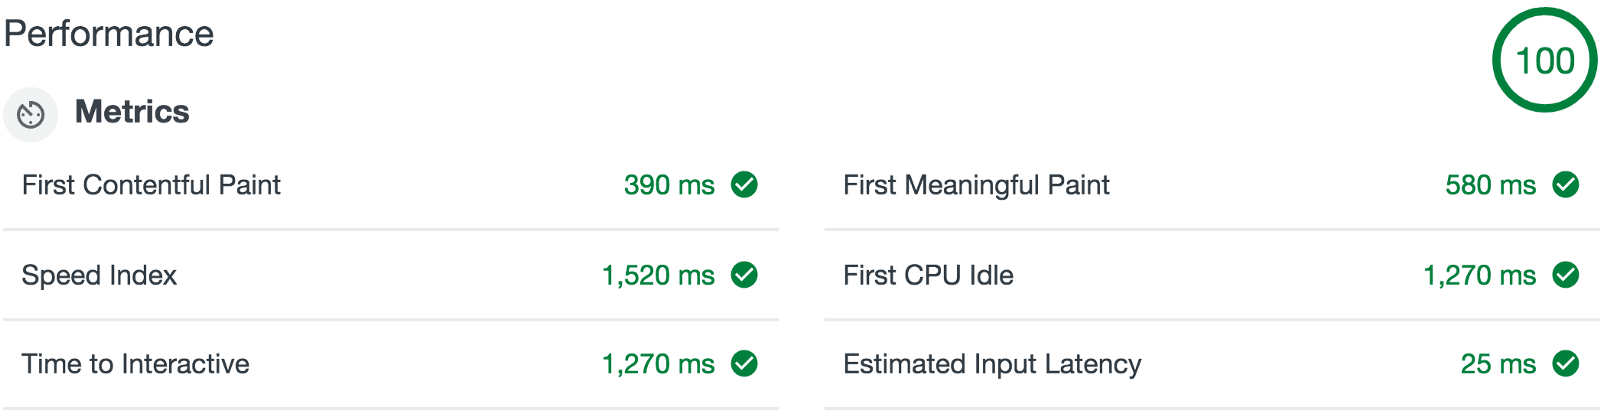 Performance
100
Metrics
First Contentful Paint 390 ms
First Meaningful Paint 580 ms
Speed Index 1,520 ms
First CPU Idle 1,270 ms
Time to Interactive 1,270 ms
Estimated Input Latency 25 ms